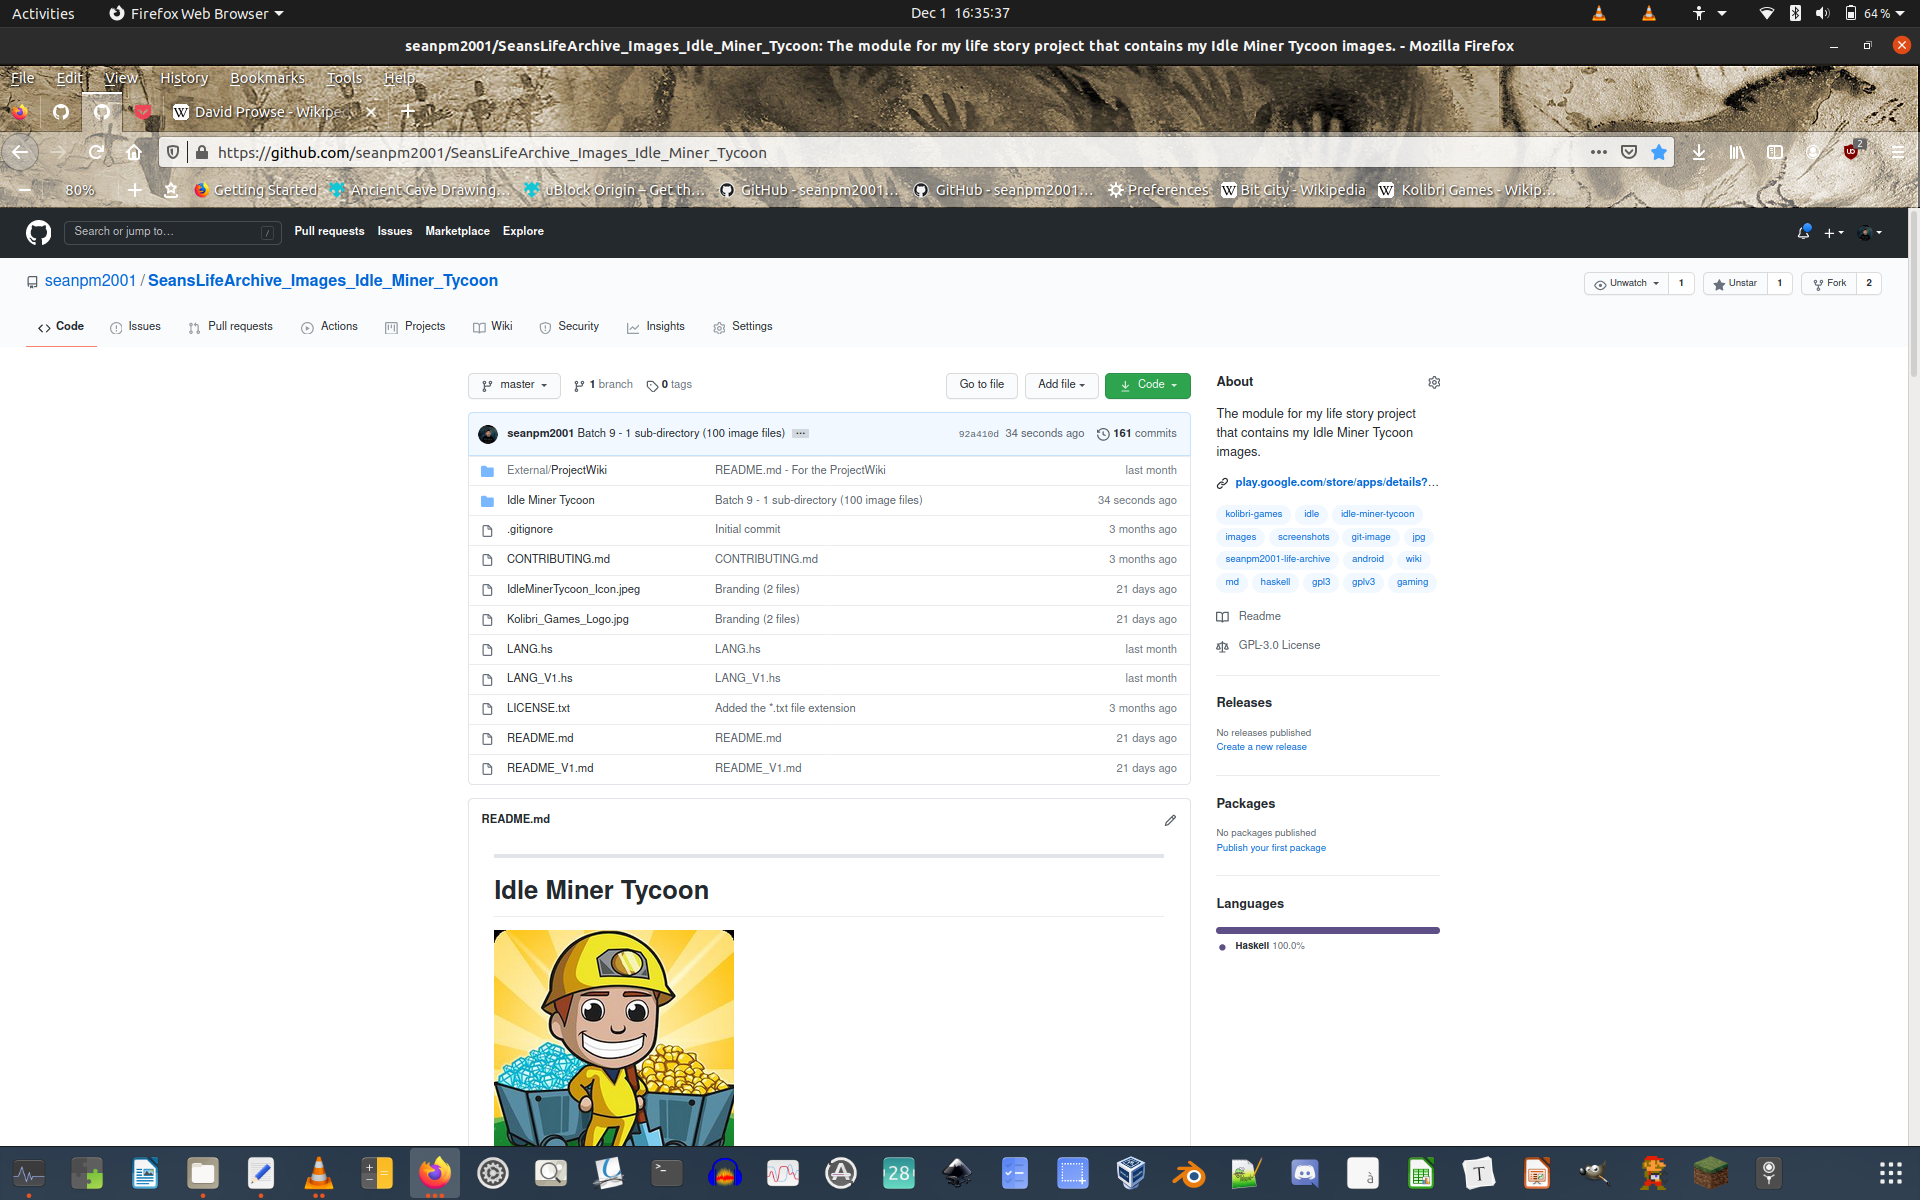 Activities
Firefox Web Browser
Dec 1 16:35:37
64 %
seanpm2001/SeansLifeArchive_Images_Idle_Miner_Tycoon: The module for my life story project that contains my Idle Miner Tycoon images. - Mozilla Firefox
File Edit View History Bookmarks Tools Help
David Prowse - Wikipe
https://github.com/seanpm2001/SeansLifeArchive_Images_Idle_Miner_Tycoon
2
80%
Getting Started
Ancient Cave Drawing…
uBlock Origin – Get th…
GitHub - seanpm2001…
GitHub - seanpm2001…
Preferences
Bit City - Wikipedia
Kolibri Games - Wikip…
Search or jump to…
/
Pull requests Issues Marketplace Explore
seanpm2001 / SeansLifeArchive_Images_Idle_Miner_Tycoon
Unwatch 1
Unstar 1
Fork 2
Code Issues Pull requests Actions Projects Wiki Security Insights Settings
master 1 branch 0 tags
Go to file Add file Code
seanpm2001 Batch 9 - 1 sub-directory (100 image files) … 92a410d 34 seconds ago 161 commits
External/ProjectWiki README.md - For the ProjectWiki last month
Idle Miner Tycoon Batch 9 - 1 sub-directory (100 image files) 34 seconds ago
.gitignore Initial commit 3 months ago
CONTRIBUTING.md CONTRIBUTING.md 3 months ago
IdleMinerTycoon_Icon.jpeg Branding (2 files) 21 days ago
Kolibri_Games_Logo.jpg Branding (2 files) 21 days ago
LANG.hs LANG.hs last month
LANG_V1.hs LANG_V1.hs last month
LICENSE.txt Added the *.txt file extension 3 months ago
README.md README.md 21 days ago
README_V1.md README_V1.md 21 days ago
README.md
Idle Miner Tycoon
About
The module for my life story project
that contains my Idle Miner Tycoon
images.
play.google.com/store/apps/details?…
kolibri-games idle idle-miner-tycoon
images screenshots git-image jpg
seanpm2001-life-archive android wiki
md haskell gpl3 gplv3 gaming
Readme
GPL-3.0 License
Releases
No releases published
Create a new release
Packages
No packages published
Publish your first package
Languages
Haskell 100.0%
28